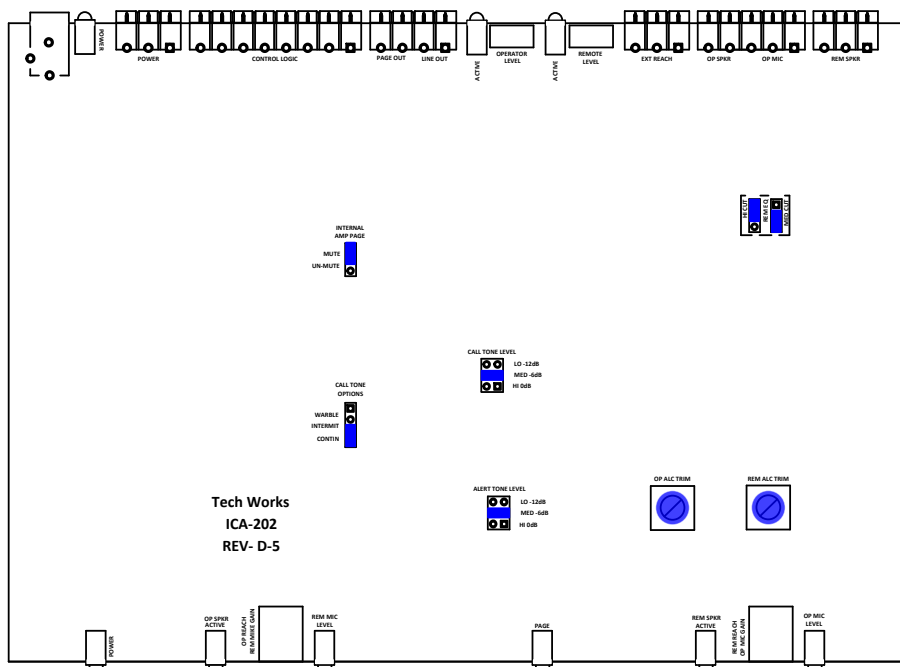 POWER
POWER
CONTROL LOGIC
PAGE OUT
LINE OUT
ACTIVE
OPERATOR
LEVEL
ACTIVE
REMOTE
LEVEL
EXT REACH
OP SPKR
OP MIC
REM SPKR
HI CUT
REM EQ
MED CUT
INTERNAL
AMP PAGE
MUTE
UN-MUTE
CALL TONE LEVEL
LO -12dB
MED -6dB
HI 0dB
CALL TONE
OPTIONS
WARBLE
INTERMIT
CONTIN
ALERT TONE LEVEL
LO -12dB
MED -6dB
HI 0dB
OP ALC TRIM
REM ALC TRIM
Tech Works
ICA-202
REV- D-5
POWER
OP SPKR
ACTIVE
OP REACH
REM MIKE GAIN
REM MIC
LEVEL
PAGE
REM SPKR
ACTIVE
REM REACH
OP MIC GAIN
OP MIC
LEVEL